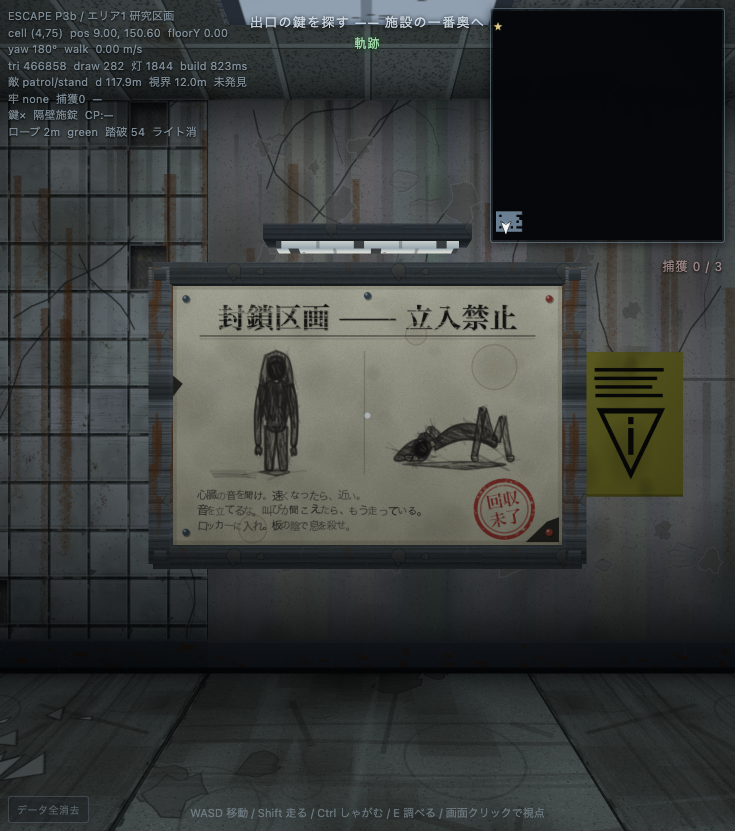 ESCAPE P3b / エリア1 研究区画
cell (4,75) pos 9.00, 150.60 floorY 0.00
yaw 180° walk 0.00 m/s
tri 466858 draw 282 灯 1844 build 823ms
敵 patrol/stand d 117.9m 視界 12.0m 未発見
牢 none 捕獲0 —
鍵× 隔壁施錠 CP:—
ロープ 2m green 踏破 54 ライト消
出口の鍵を探す —— 施設の一番奥へ
軌跡
捕獲 0 / 3
封鎖区画 —— 立入禁止
心臓の音を聞け。速くなったら、近い。
音を立てるな。叫びが聞こえたら、もう走っている。
ロッカーに入れ。板の陰で息を殺せ。
回収
未了
i
データ全消去
WASD 移動 / Shift 走る / Ctrl しゃがむ / E 調べる / 画面クリックで視点